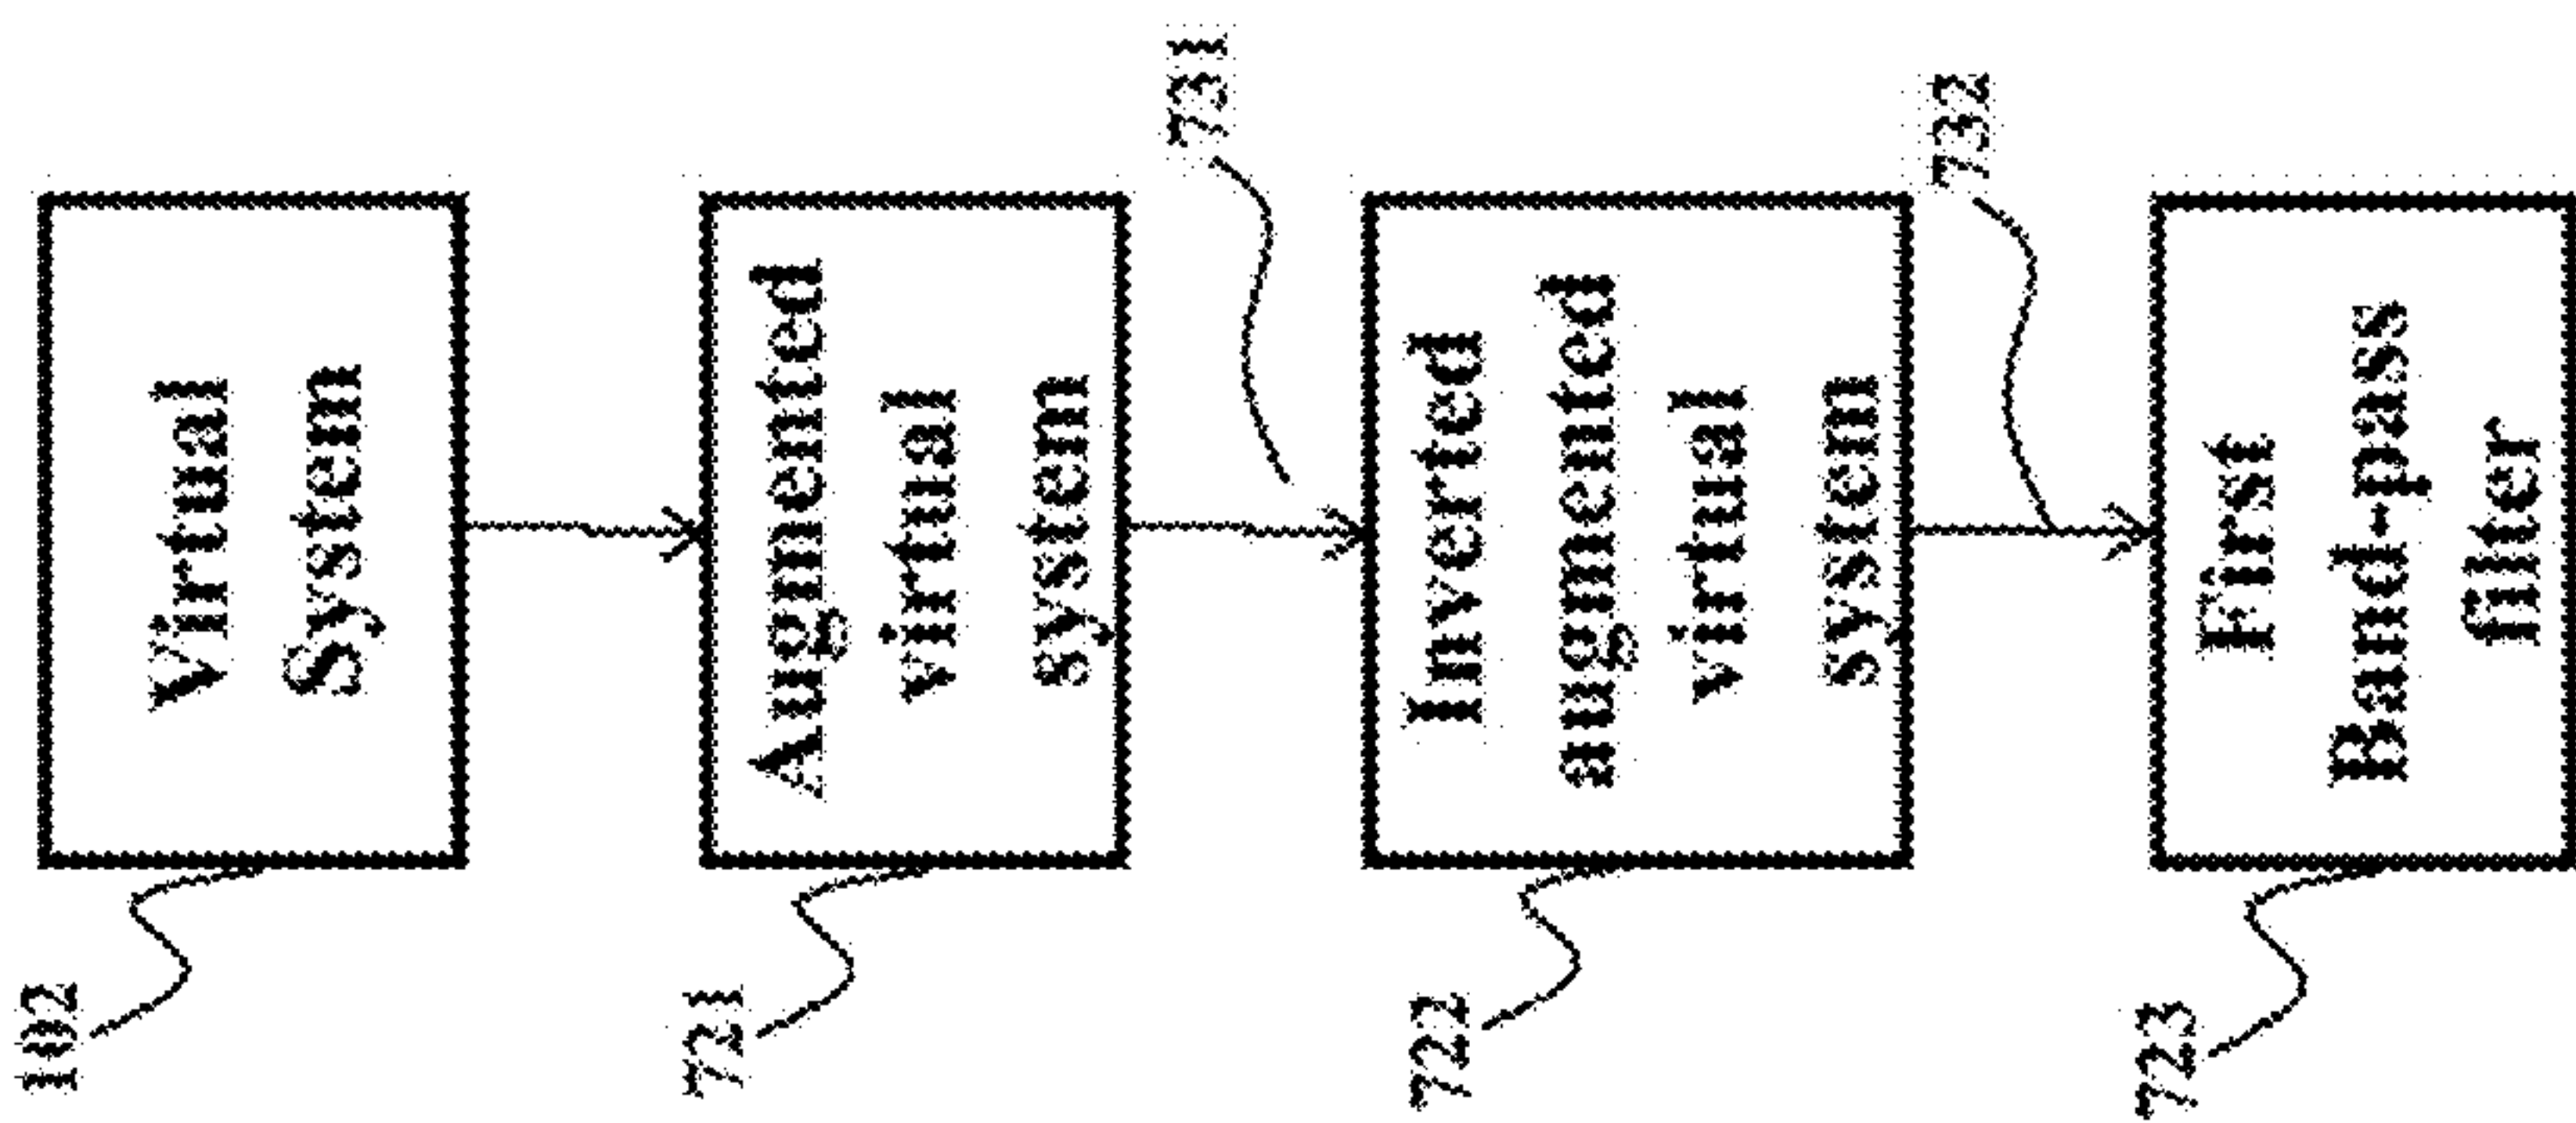 102
Virtual
System
721
Augmented
virtual
system
731
722
Inverted
augmented
virtual
system
732
723
First
Band-pass
filter